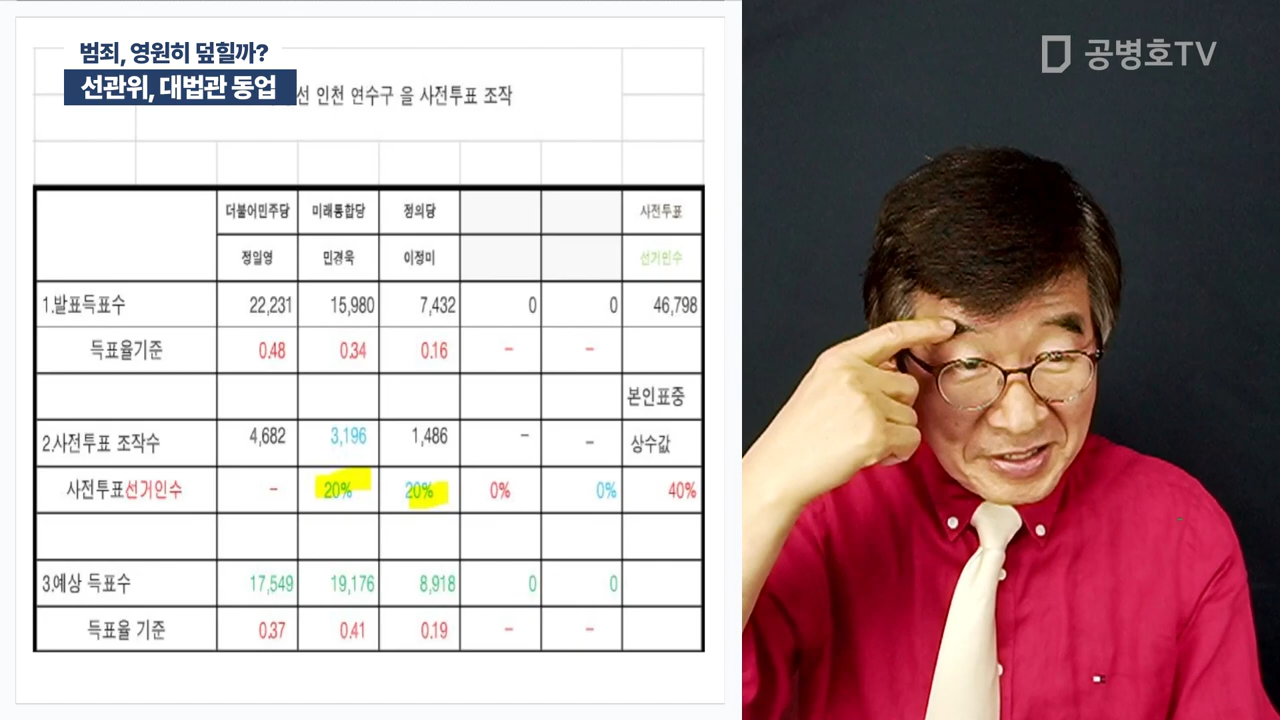 범죄, 영원히 덮힐까?
선관위, 대법관 동업
선 인천 연수구 을 사전투표 조작
공병호TV
더불어민주당 미래통합당 정의당 사전투표
정일영 민경욱 이정미 선거인수
1.발표득표수 22,231 15,980 7,432 0 0 46,798
득표율기준 0.48 0.34 0.16 – –
본인표중
2.사전투표 조작수 4,682 3,196 1,486 – – 상수값
사전투표선거인수 – 20% 20% 0% 0% 40%
3.예상 득표수 17,549 19,176 8,918 0 0
득표율 기준 0.37 0.41 0.19 – –